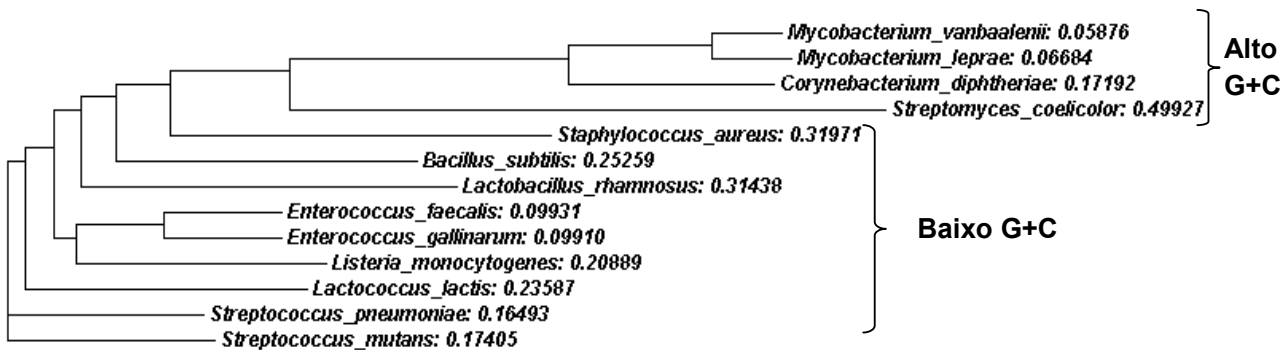 Mycobacterium_vanbaalenii: 0.05876
Mycobacterium_leprae: 0.06684
Corynebacterium_diphtheriae: 0.17192
Streptomyces_coelicolor: 0.49927
Alto
G+C
Staphylococcus_aureus: 0.31971
Bacillus_subtilis: 0.25259
Lactobacillus_rhamnosus: 0.31438
Enterococcus_faecalis: 0.09931
Enterococcus_gallinarum: 0.09910
Listeria_monocytogenes: 0.20889
Lactococcus_lactis: 0.23587
Streptococcus_pneumoniae: 0.16493
Streptococcus_mutans: 0.17405
Baixo G+C